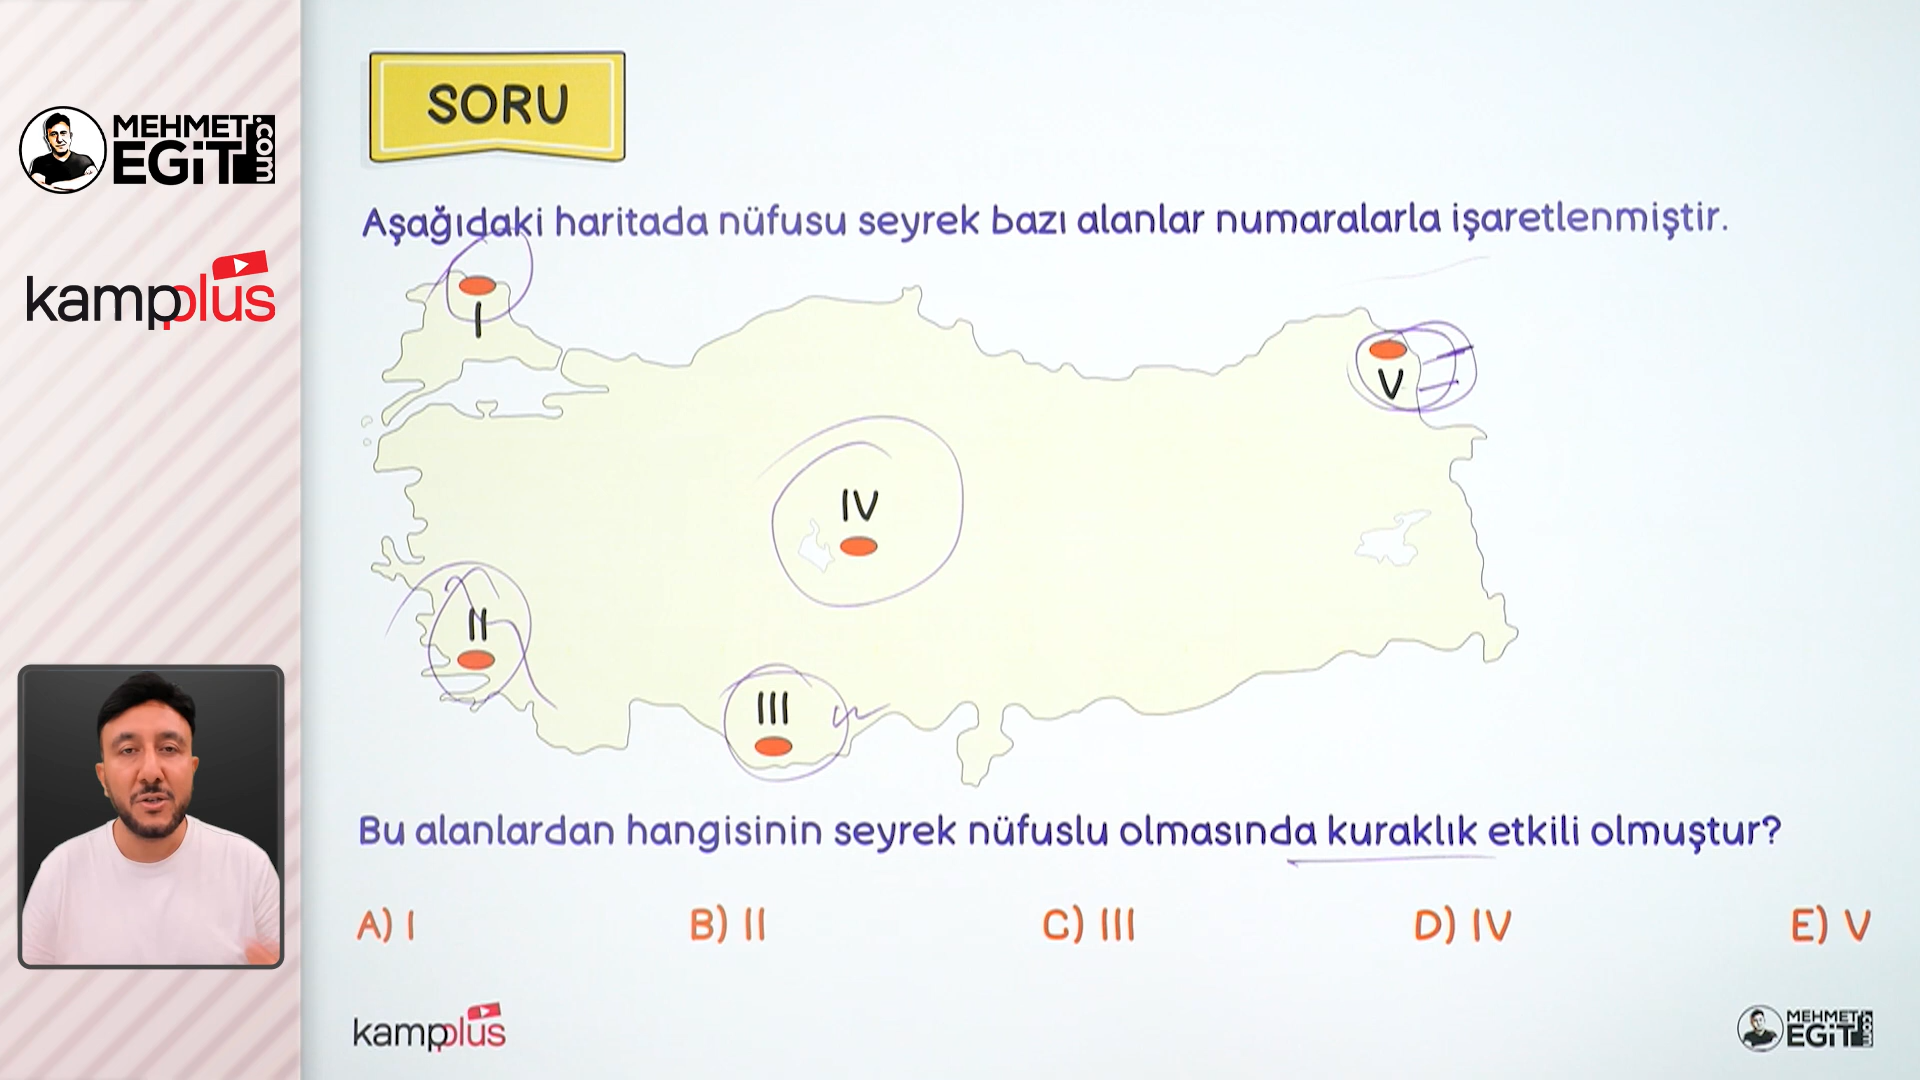 MEHMET
EGiT
.com
kampplus
SORU
Aşağıdaki haritada nüfusu seyrek bazı alanlar numaralarla işaretlenmiştir.
I
V
IV
II
III
Bu alanlardan hangisinin seyrek nüfuslu olmasında kuraklık etkili olmuştur?
A) I
B) II
C) III
D) IV
E) V
kampplus
MEHMET
EGiT
.com